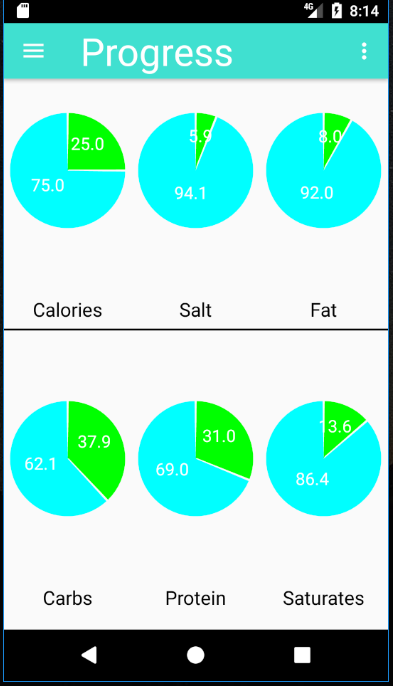 4G 8:14
Progress
25.0 5.9 8.0
75.0 94.1 92.0
Calories Salt Fat
37.9 31.0 13.6
62.1 69.0 86.4
Carbs Protein Saturates